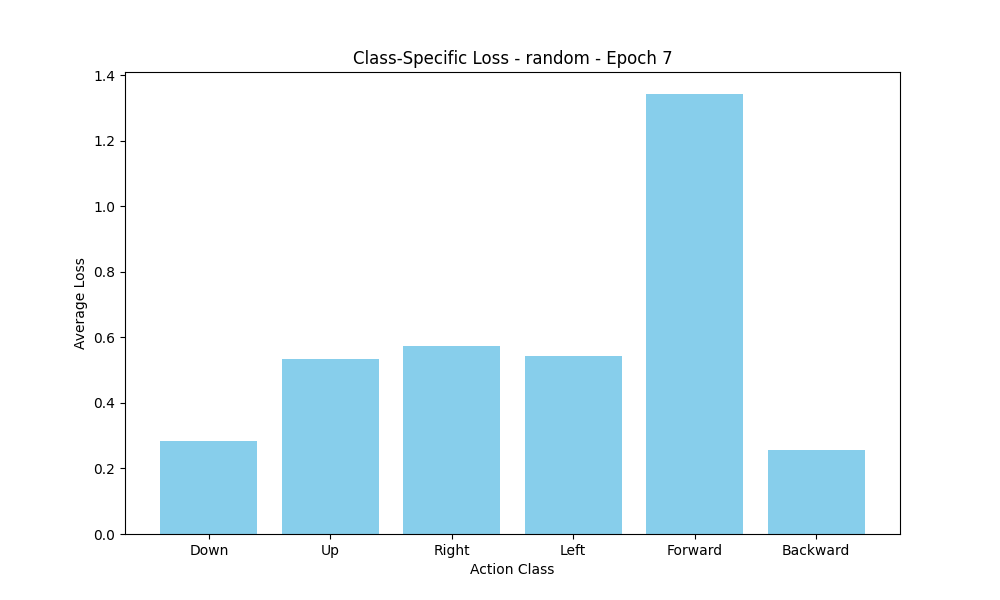 Class-Specific Loss - random - Epoch 7
1.4
1.2
1.0
0.8
0.6
0.4
0.2
0.0
Average Loss
Down Up Right Left Forward Backward
Action Class